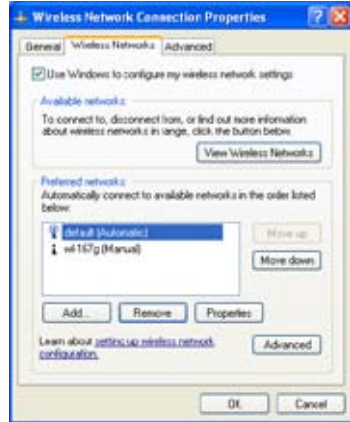 Wireless Network Connection Properties
General Wireless Networks Advanced
Use Windows to configure my wireless network settings
Available networks:
To connect to, disconnect from, or find out more information
about wireless networks in range, click the button below.
View Wireless Networks
Preferred networks:
Automatically connect to available networks in the order listed
below:
default (Automatic)
wl-167g (Manual)
Move up
Move down
Add... Remove Properties
Learn about setting up wireless network
configuration.
Advanced
OK Cancel